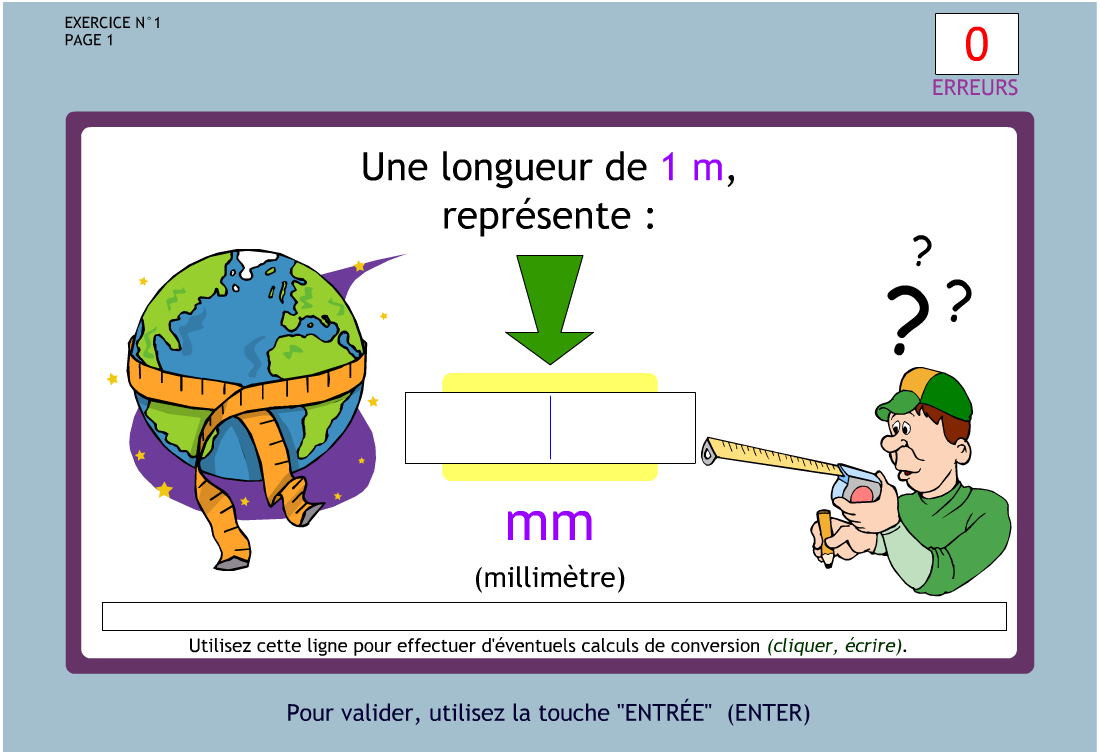 EXERCICE N°1
PAGE 1
0
ERREURS
Une longueur de 1 m,
représente :
? ? ?
mm
(millimètre)
Utilisez cette ligne pour effectuer d'éventuels calculs de conversion (cliquer, écrire).
Pour valider, utilisez la touche "ENTRÉE" (ENTER)